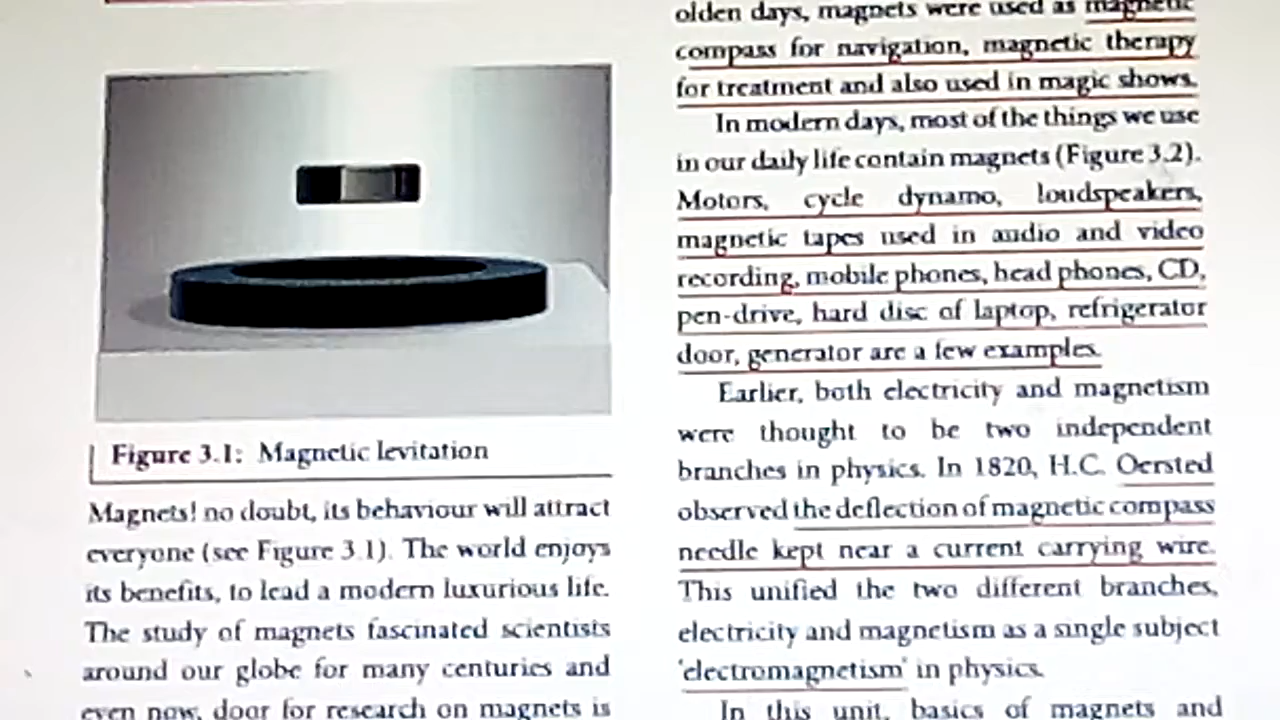 Figure 3.1: Magnetic levitation
Magnets! no doubt, its behaviour will attract
everyone (see Figure 3.1). The world enjoys
its benefits, to lead a modern luxurious life.
The study of magnets fascinated scientists
around our globe for many centuries and
even now, door for research on magnets is
olden days, magnets were used as magnetic
compass for navigation, magnetic therapy
for treatment and also used in magic shows.
In modern days, most of the things we use
in our daily life contain magnets (Figure 3.2).
Motors, cycle dynamo, loudspeakers,
magnetic tapes used in audio and video
recording, mobile phones, head phones, CD,
pen-drive, hard disc of laptop, refrigerator
door, generator are a few examples.
Earlier, both electricity and magnetism
were thought to be two independent
branches in physics. In 1820, H.C. Oersted
observed the deflection of magnetic compass
needle kept near a current carrying wire.
This unified the two different branches,
electricity and magnetism as a single subject
'electromagnetism' in physics.
In this unit, basics of magnets and